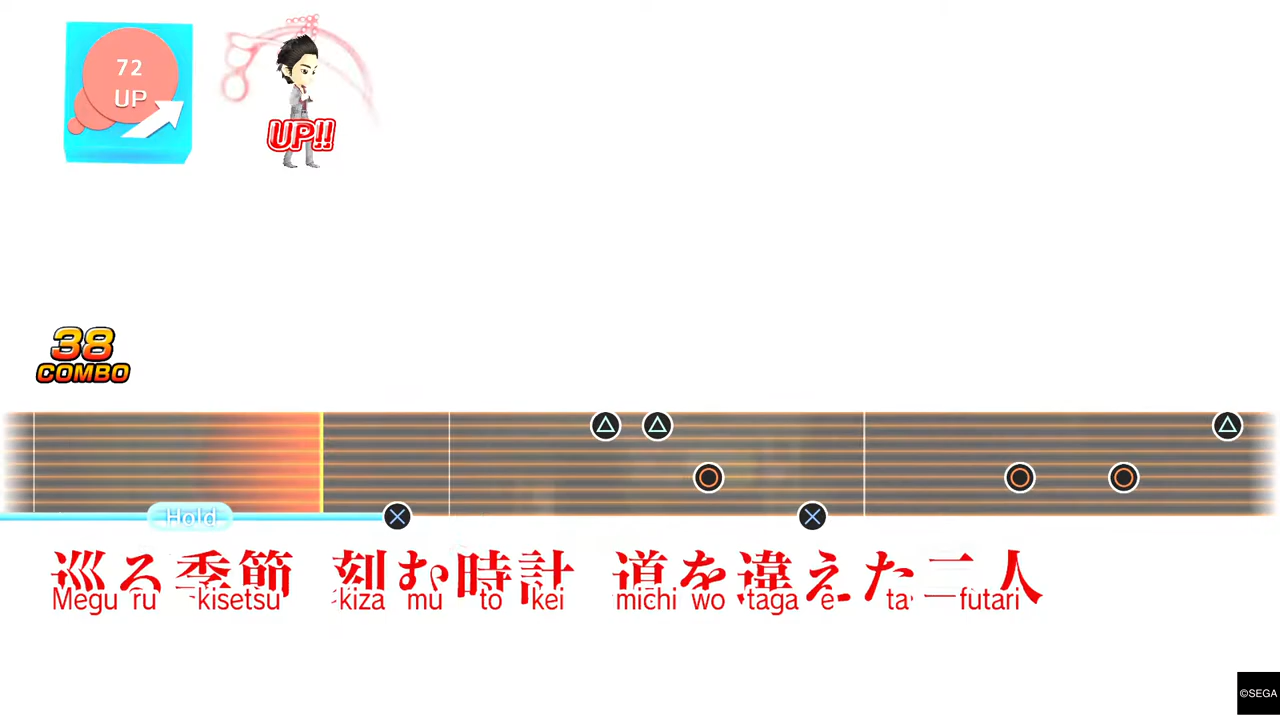 72
UP
UP!!
38
COMBO
Hold
巡る季節 刻む時計 道を違えた二人
Megu ru kisetsu kiza mu to kei michi wo taga e ta futari
©SEGA